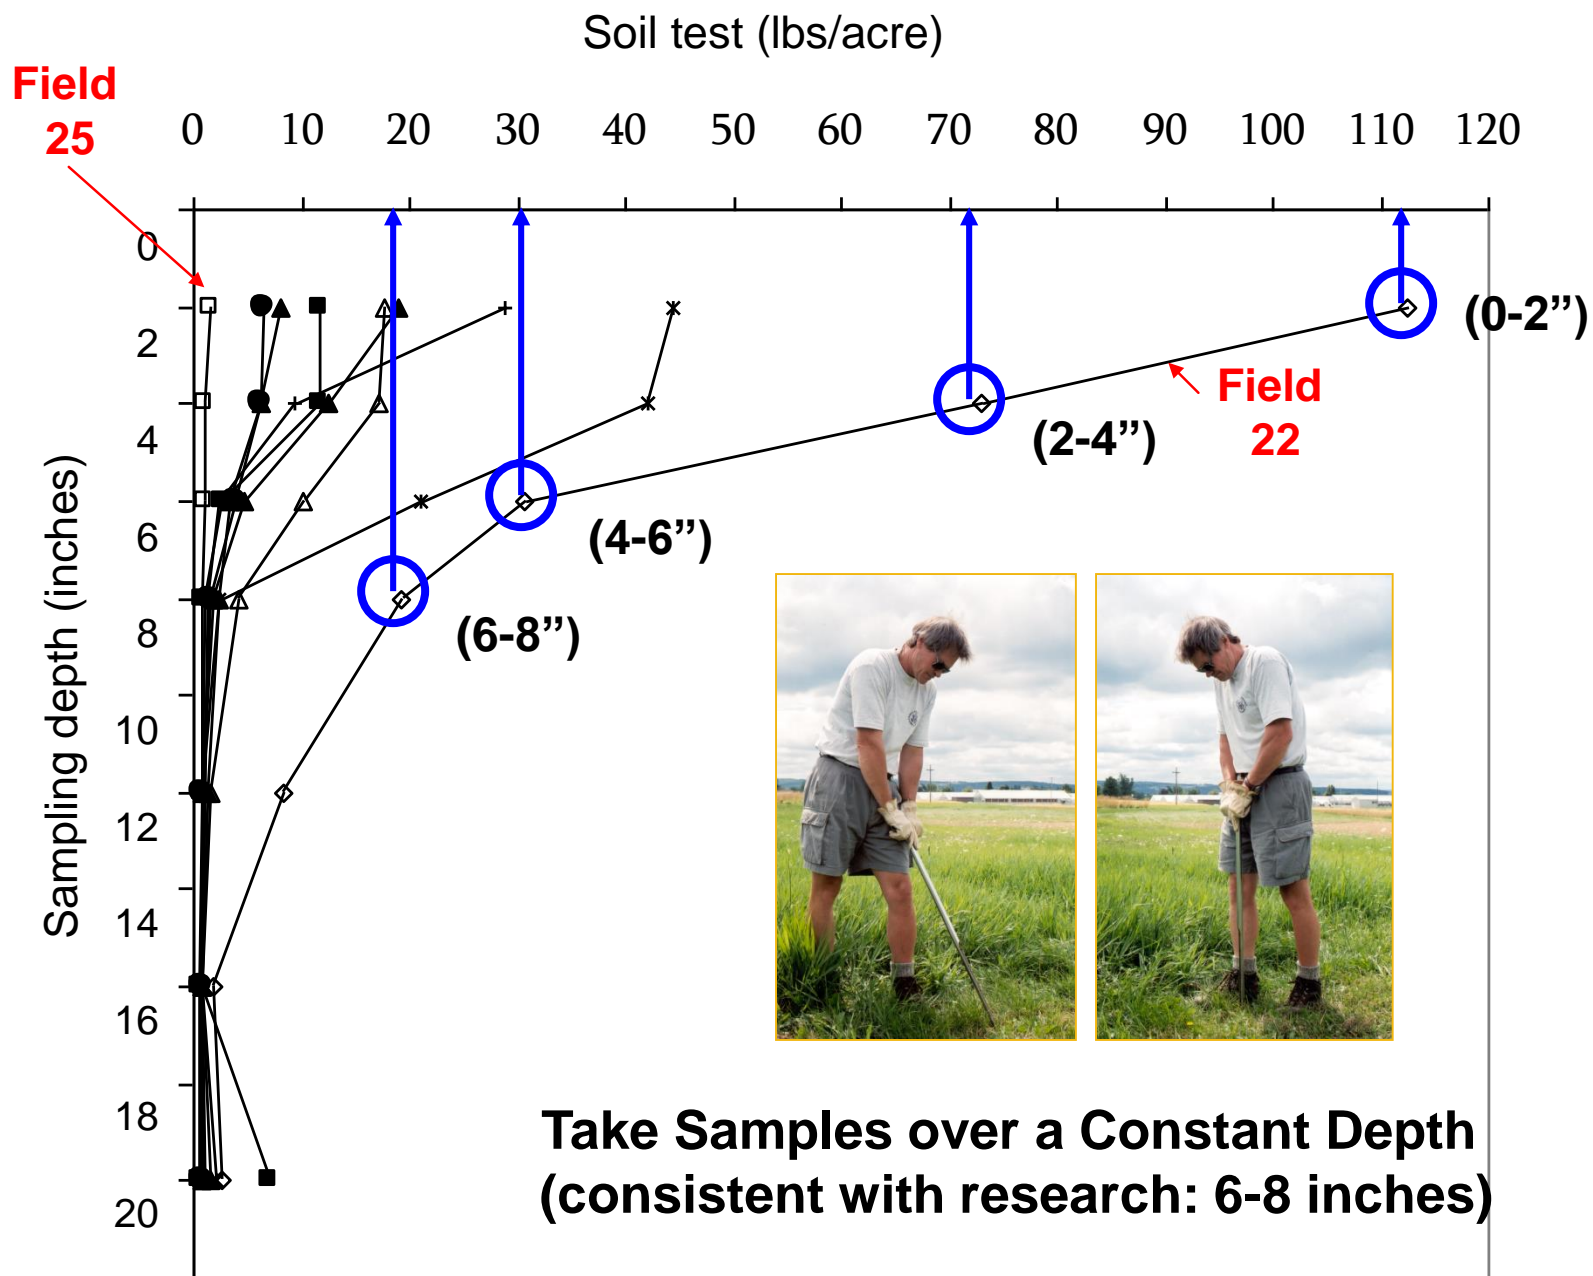 Soil test (lbs/acre)
Field
25
0 10 20 30 40 50 60 70 80 90 100 110 120
0
2
4
6
8
10
12
14
16
18
20
Sampling depth (inches)
(0-2”)
Field
22
(2-4”)
(4-6”)
(6-8”)
Take Samples over a Constant Depth
(consistent with research: 6-8 inches)